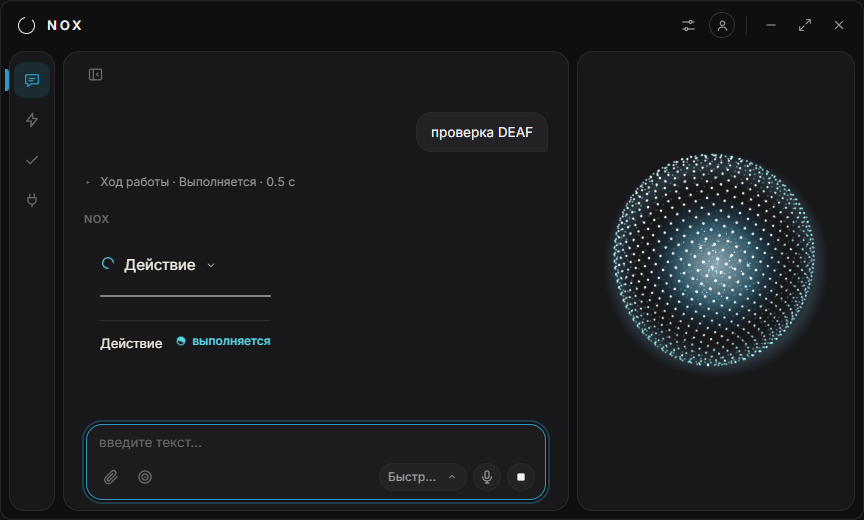 NOX
проверка DEAF
Ход работы · Выполняется · 0.5 с
NOX
Действие
Действие выполняется
введите текст...
Быстр...